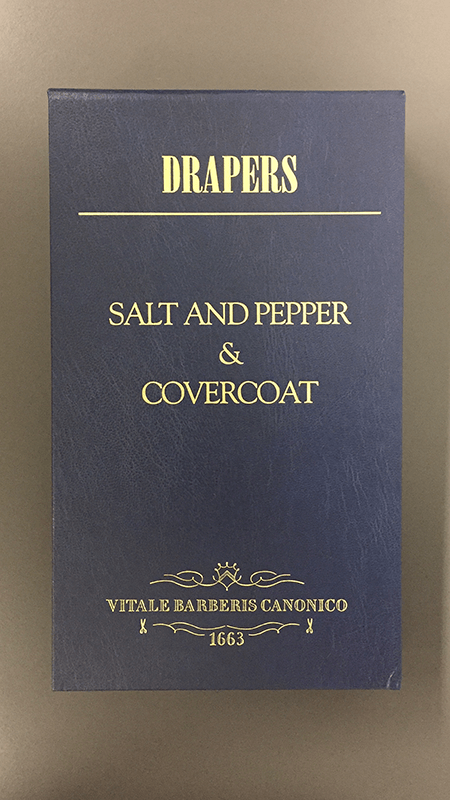 DRAPERS
SALT AND PEPPER
&
COVERCOAT
VITALE BARBERIS CANONICO
1663